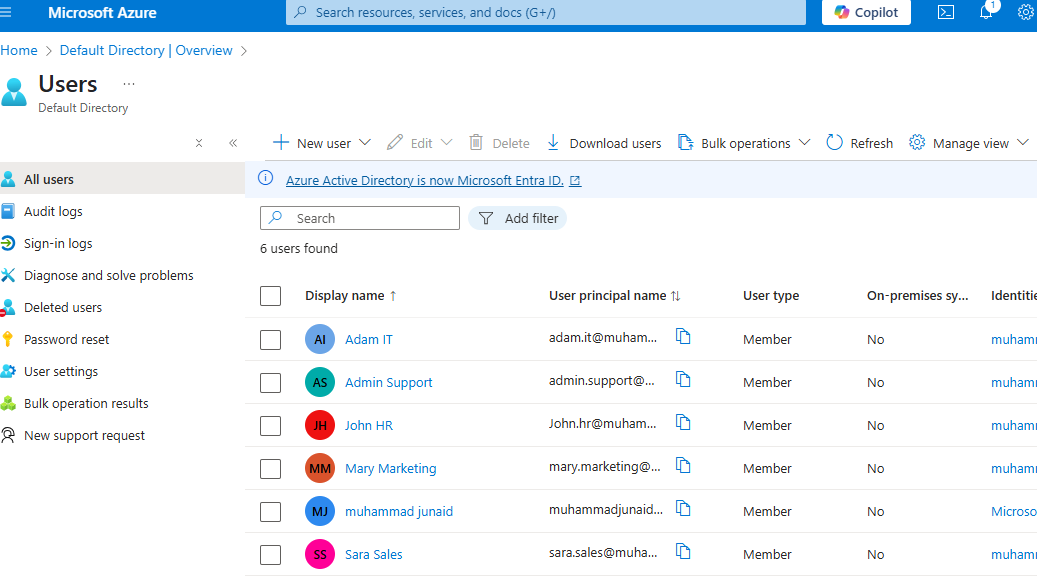 Microsoft Azure
Search resources, services, and docs (G+/)
Copilot
1
Home > Default Directory | Overview >
Users ...
Default Directory
New user
Edit
Delete
Download users
Bulk operations
Refresh
Manage view
All users
Audit logs
Sign-in logs
Diagnose and solve problems
Deleted users
Password reset
User settings
Bulk operation results
New support request
Azure Active Directory is now Microsoft Entra ID.
Search
Add filter
6 users found
Display name ↑ User principal name ↑↓ User type On-premises sy... Identitie
AI Adam IT adam.it@muham... Member No muhamm
AS Admin Support admin.support@... Member No muhamm
JH John HR John.hr@muham... Member No muhamm
MM Mary Marketing mary.marketing@... Member No muhamm
MJ muhammad junaid muhammadjunaid... Member No Microso
SS Sara Sales sara.sales@muha... Member No muhamm